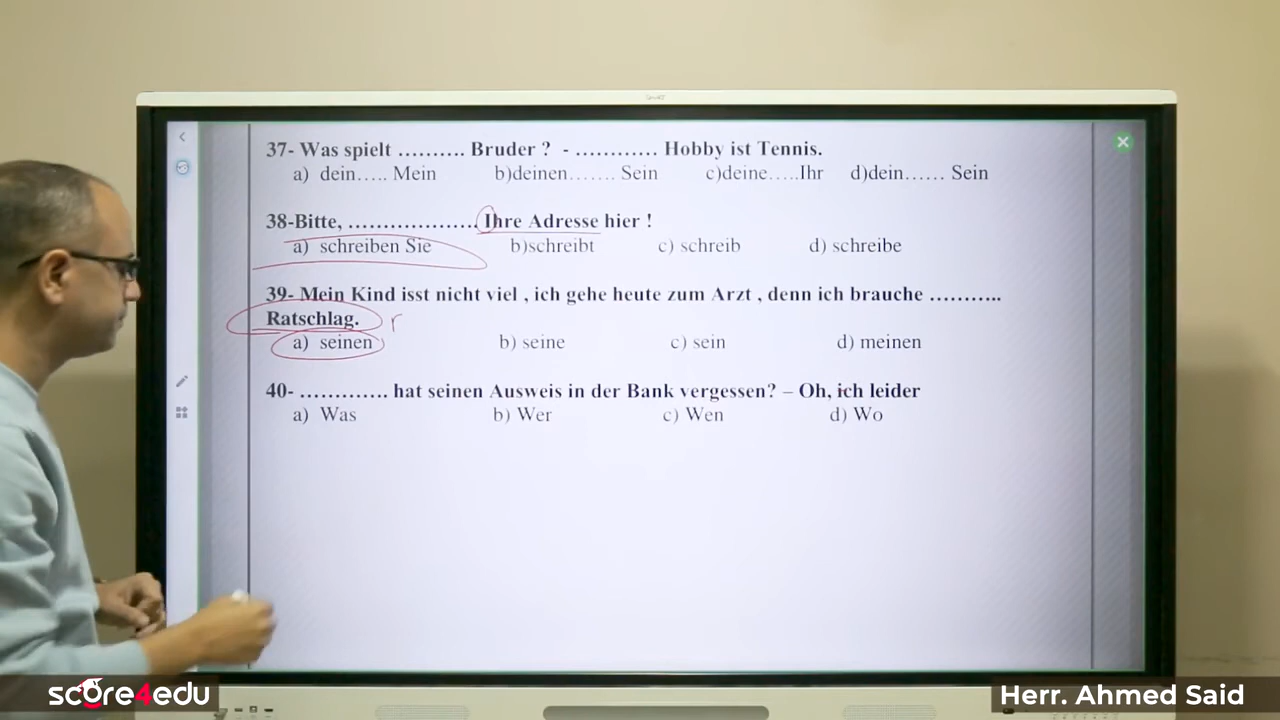 37- Was spielt .......... Bruder ? - ............ Hobby ist Tennis.
a) dein..... Mein b)deinen....... Sein c)deine.....Ihr d)dein...... Sein
38-Bitte, ................... Ihre Adresse hier !
a) schreiben Sie b)schreibt c) schreib d) schreibe
39- Mein Kind isst nicht viel , ich gehe heute zum Arzt , denn ich brauche ...........
Ratschlag. r
a) seinen b) seine c) sein d) meinen
40- ............. hat seinen Ausweis in der Bank vergessen? – Oh, ich leider
a) Was b) Wer c) Wen d) Wo
score4edu
Herr. Ahmed Said